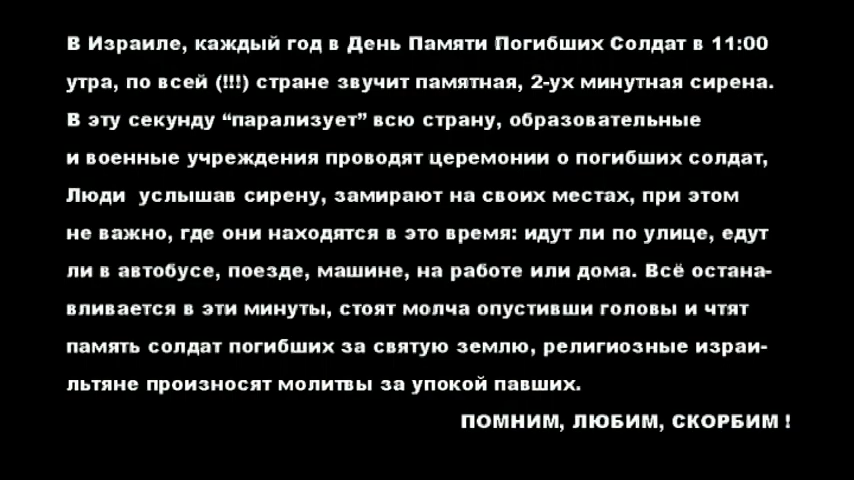 В Израиле, каждый год в День Памяти Погибших Солдат в 11:00
утра, по всей (!!!) стране звучит памятная, 2-ух минутная сирена.
В эту секунду “парализует” всю страну, образовательные
и военные учреждения проводят церемонии о погибших солдат,
Люди  услышав сирену, замирают на своих местах, при этом
не важно, где они находятся в это время: идут ли по улице, едут
ли в автобусе, поезде, машине, на работе или дома. Всё остана-
вливается в эти минуты, стоят молча опустивши головы и чтят
память солдат погибших за святую землю, религиозные израи-
льтяне произносят молитвы за упокой павших.
ПОМНИМ, ЛЮБИМ, СКОРБИМ !